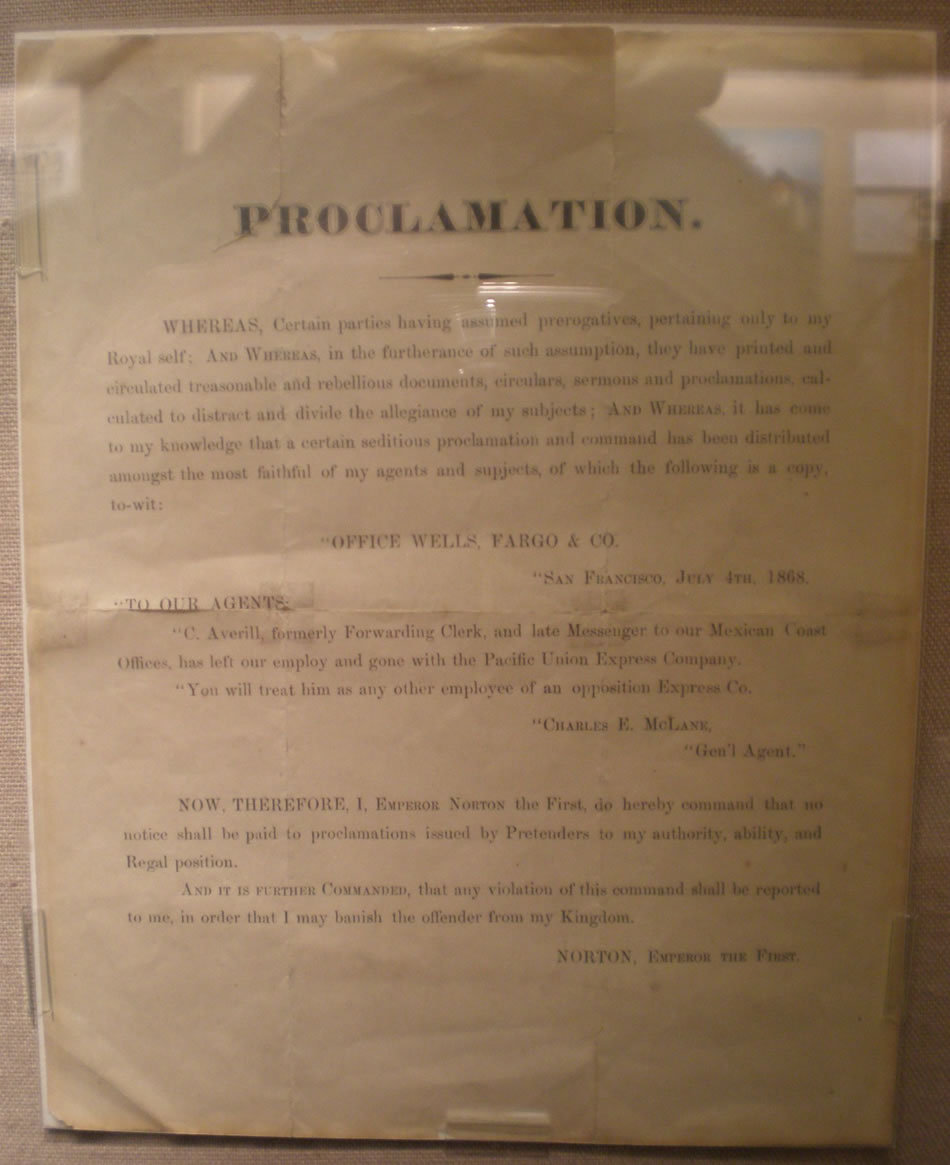 PROCLAMATION.
WHEREAS, Certain parties having assumed prerogatives, pertaining only to my
Royal self; AND WHEREAS, in the furtherance of such assumption, they have printed and
circulated treasonable and rebellious documents, circulars, sermons and proclamations, cal-
culated to distract and divide the allegiance of my subjects; AND WHEREAS, it has come
to my knowledge that a certain seditious proclamation and command has been distributed
amongst the most faithful of my agents and supjects, of which the following is a copy,
to-wit:
"OFFICE WELLS, FARGO & CO.
"SAN FRANCISCO, JULY 4TH, 1868.
"TO OUR AGENTS:
"C. Averill, formerly Forwarding Clerk, and late Messenger to our Mexican Coast
Offices, has left our employ and gone with the Pacific Union Express Company.
"You will treat him as any other employee of an opposition Express Co.
"CHARLES E. McLANE,
"Gen'l Agent."
NOW, THEREFORE, I, EMPEROR NORTON the First, do hereby command that no
notice shall be paid to proclamations issued by Pretenders to my authority, ability, and
Regal position.
AND IT IS FURTHER COMMANDED, that any violation of this command shall be reported
to me, in order that I may banish the offender from my Kingdom.
NORTON, EMPEROR THE FIRST.